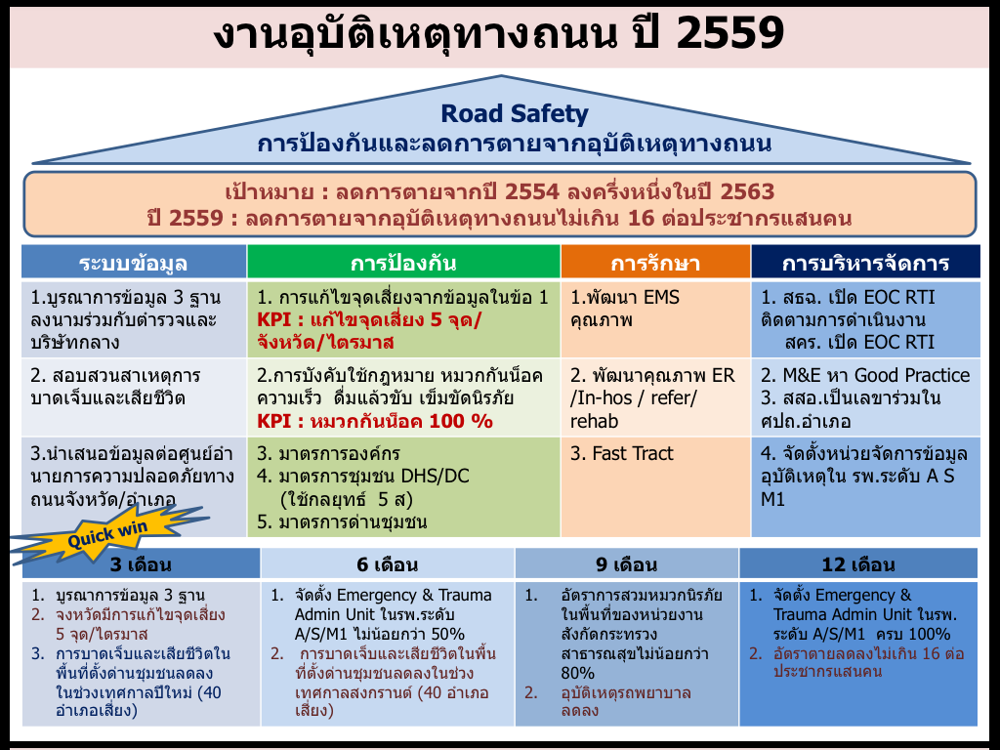 งานอุบัติเหตุทางถนน ปี 2559
Road Safety
การป้องกันและลดการตายจากอุบัติเหตุทางถนน
เป้าหมาย : ลดการตายจากปี 2554 ลงครึ่งหนึ่งในปี 2563
ปี 2559 : ลดการตายจากอุบัติเหตุทางถนนไม่เกิน 16 ต่อประชากรแสนคน
ระบบข้อมูล
การป้องกัน
การรักษา
การบริหารจัดการ
1.บูรณาการข้อมูล 3 ฐาน
ลงนามร่วมกับตำรวจและ
บริษัทกลาง
1. การแก้ไขจุดเสี่ยงจากข้อมูลในข้อ 1
KPI : แก้ไขจุดเสี่ยง 5 จุด/
จังหวัด/ไตรมาส
1.พัฒนา EMS
คุณภาพ
1. สธฉ. เปิด EOC RTI
ติดตามการดำเนินงาน
สคร. เปิด EOC RTI
2. สอบสวนสาเหตุการ
บาดเจ็บและเสียชีวิต
2.การบังคับใช้กฎหมาย หมวกกันน็อค
ความเร็ว ดื่มแล้วขับ เข็มขัดนิรภัย
KPI : หมวกกันน็อค 100 %
2. พัฒนาคุณภาพ ER
/In-hos / refer/
rehab
2. M&E หา Good Practice
3. สสอ.เป็นเลขาร่วมใน
ศปถ.อำเภอ
3.นำเสนอข้อมูลต่อศูนย์อำ
นายการความปลอดภัยทาง
ถนนจังหวัด/อำเภอ
3. มาตรการองค์กร
4. มาตรการชุมชน DHS/DC
(ใช้กลยุทธ์ 5 ส)
5. มาตรการด่านชุมชน
3. Fast Tract
4. จัดตั้งหน่วยจัดการข้อมูล
อุบัติเหตุใน รพ.ระดับ A S
M1
Quick win
3 เดือน
6 เดือน
9 เดือน
12 เดือน
1. บูรณาการข้อมูล 3 ฐาน
2. จงหวัดมีการแก้ไขจุดเสี่ยง
5 จุด/ไตรมาส
3. การบาดเจ็บและเสียชีวิตใน
พื้นที่ตั้งด่านชุมชนลดลง
ในช่วงเทศกาลปีใหม่ (40
อำเภอเสี่ยง)
1. จัดตั้ง Emergency & Trauma
Admin Unit ในรพ.ระดับ
A/S/M1 ไม่น้อยกว่า 50%
2. การบาดเจ็บและเสียชีวิตในพื้น
ที่ตั้งด่านชุมชนลดลงในช่วง
เทศกาลสงกรานต์ (40 อำเภอ
เสี่ยง)
1. อัตราการสวมหมวกนิรภัย
ในพื้นที่ของหน่วยงาน
สังกัดกระทรวง
สาธารณสุขไม่น้อยกว่า
80%
2. อุบัติเหตุรถพยาบาล
ลดลง
1. จัดตั้ง Emergency &
Trauma Admin Unit ในรพ.
ระดับ A/S/M1 ครบ 100%
2. อัตราตายลดลงไม่เกิน 16 ต่อ
ประชากรแสนคน